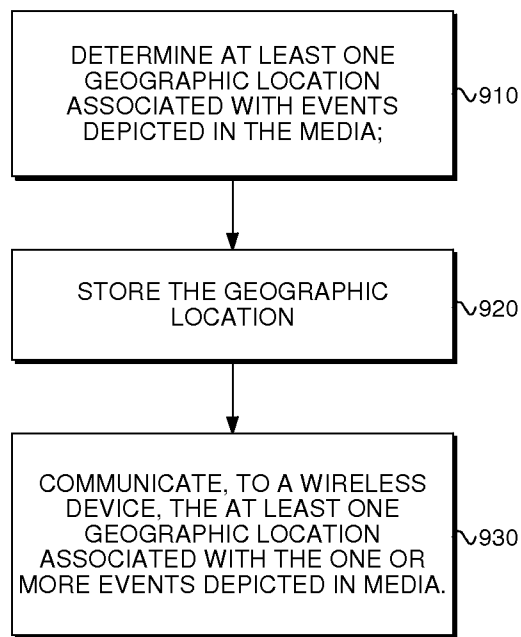 DETERMINE AT LEAST ONE
GEOGRAPHIC LOCATION
ASSOCIATED WITH EVENTS
DEPICTED IN THE MEDIA;
910
STORE THE GEOGRAPHIC
LOCATION
920
COMMUNICATE, TO A WIRELESS
DEVICE, THE AT LEAST ONE
GEOGRAPHIC LOCATION
ASSOCIATED WITH THE ONE OR
MORE EVENTS DEPICTED IN MEDIA.
930